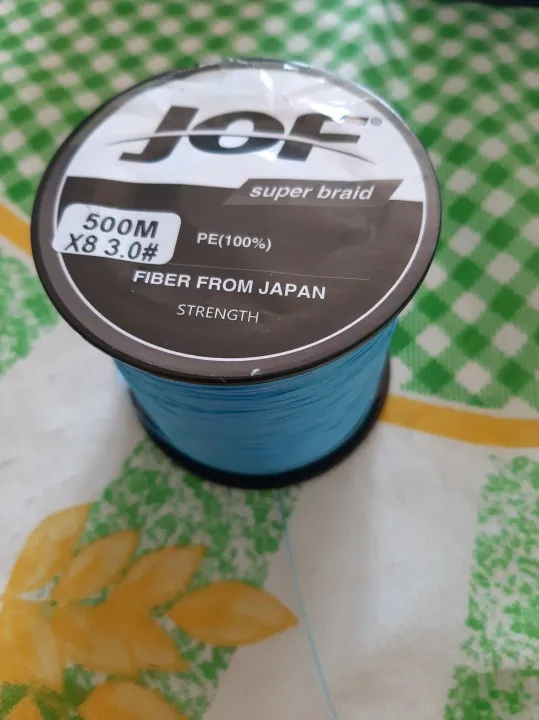 JOF®
super braid
500M
X8 3.0#
PE(100%)
FIBER FROM JAPAN
STRENGTH